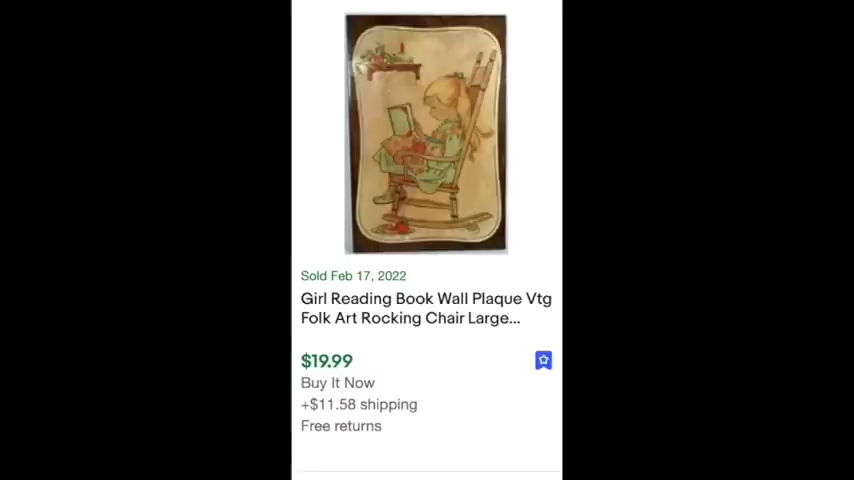 Sold Feb 17, 2022
Girl Reading Book Wall Plaque Vtg
Folk Art Rocking Chair Large...
$19.99
Buy It Now
+$11.58 shipping
Free returns